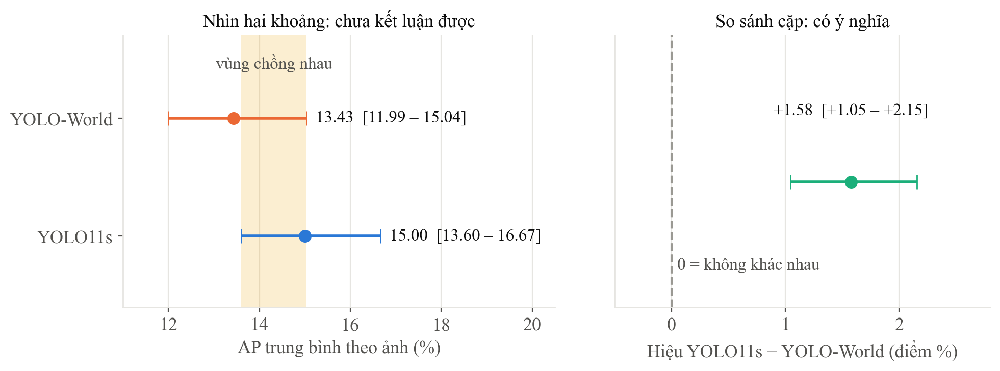 Nhìn hai khoảng: chưa kết luận được
vùng chồng nhau
YOLO-World
13.43 [11.99 – 15.04]
YOLO11s
15.00 [13.60 – 16.67]
12 14 16 18 20
AP trung bình theo ảnh (%)
So sánh cặp: có ý nghĩa
+1.58 [+1.05 – +2.15]
0 = không khác nhau
0 1 2
Hiệu YOLO11s − YOLO-World (điểm %)